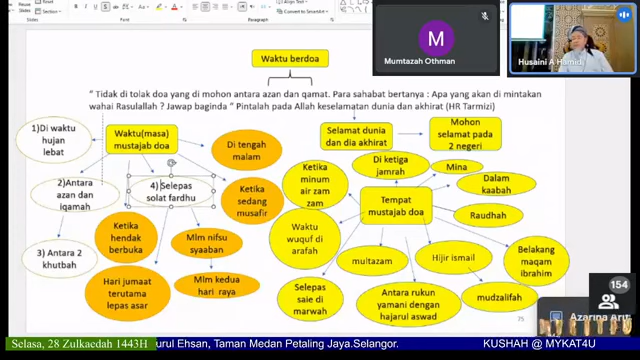 Waktu berdoa
" Tidak di tolak doa yang di mohon antara azan dan qamat. Para sahabat bertanya : Apa yang akan di mintakan
wahai Rasulallah ? Jawap baginda " Pintalah pada Allah keselamatan dunia dan akhirat (HR Tarmizi)
1)Di waktu
hujan
lebat
Waktu(masa)
mustajab doa
Di tengah
malam
2)Antara
azan dan
iqamah
4) Selepas
solat fardhu
Ketika
sedang
musafir
3) Antara 2
khutbah
Ketika
hendak
berbuka
Mlm nifsu
syaaban
Hari jumaat
terutama
lepas asar
Mlm kedua
hari raya
Selamat dunia
dan dia akhirat
Mohon
selamat pada
2 negeri
Ketika
minum
air zam
zam
Di ketiga
jamrah
Mina
Dalam
kaabah
Tempat
mustajab doa
Raudhah
Waktu
wuquf di
arafah
multazam
Hijir ismail
Belakang
maqam
ibrahim
Selepas
saie di
marwah
Antara rukun
yamani dengan
hajarul aswad
mudzalifah
75
M
Mumtazah Othman
Husaini A Hamid
154
Selasa, 28 Zulkaedah 1443H
urul Ehsan, Taman Medan Petaling Jaya.Selangor.
KUSHAH @ MYKAT4U